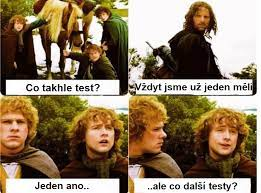 Co takhle test?
Vždyt jsme už jeden měli
Jeden ano..
..ale co další testy?